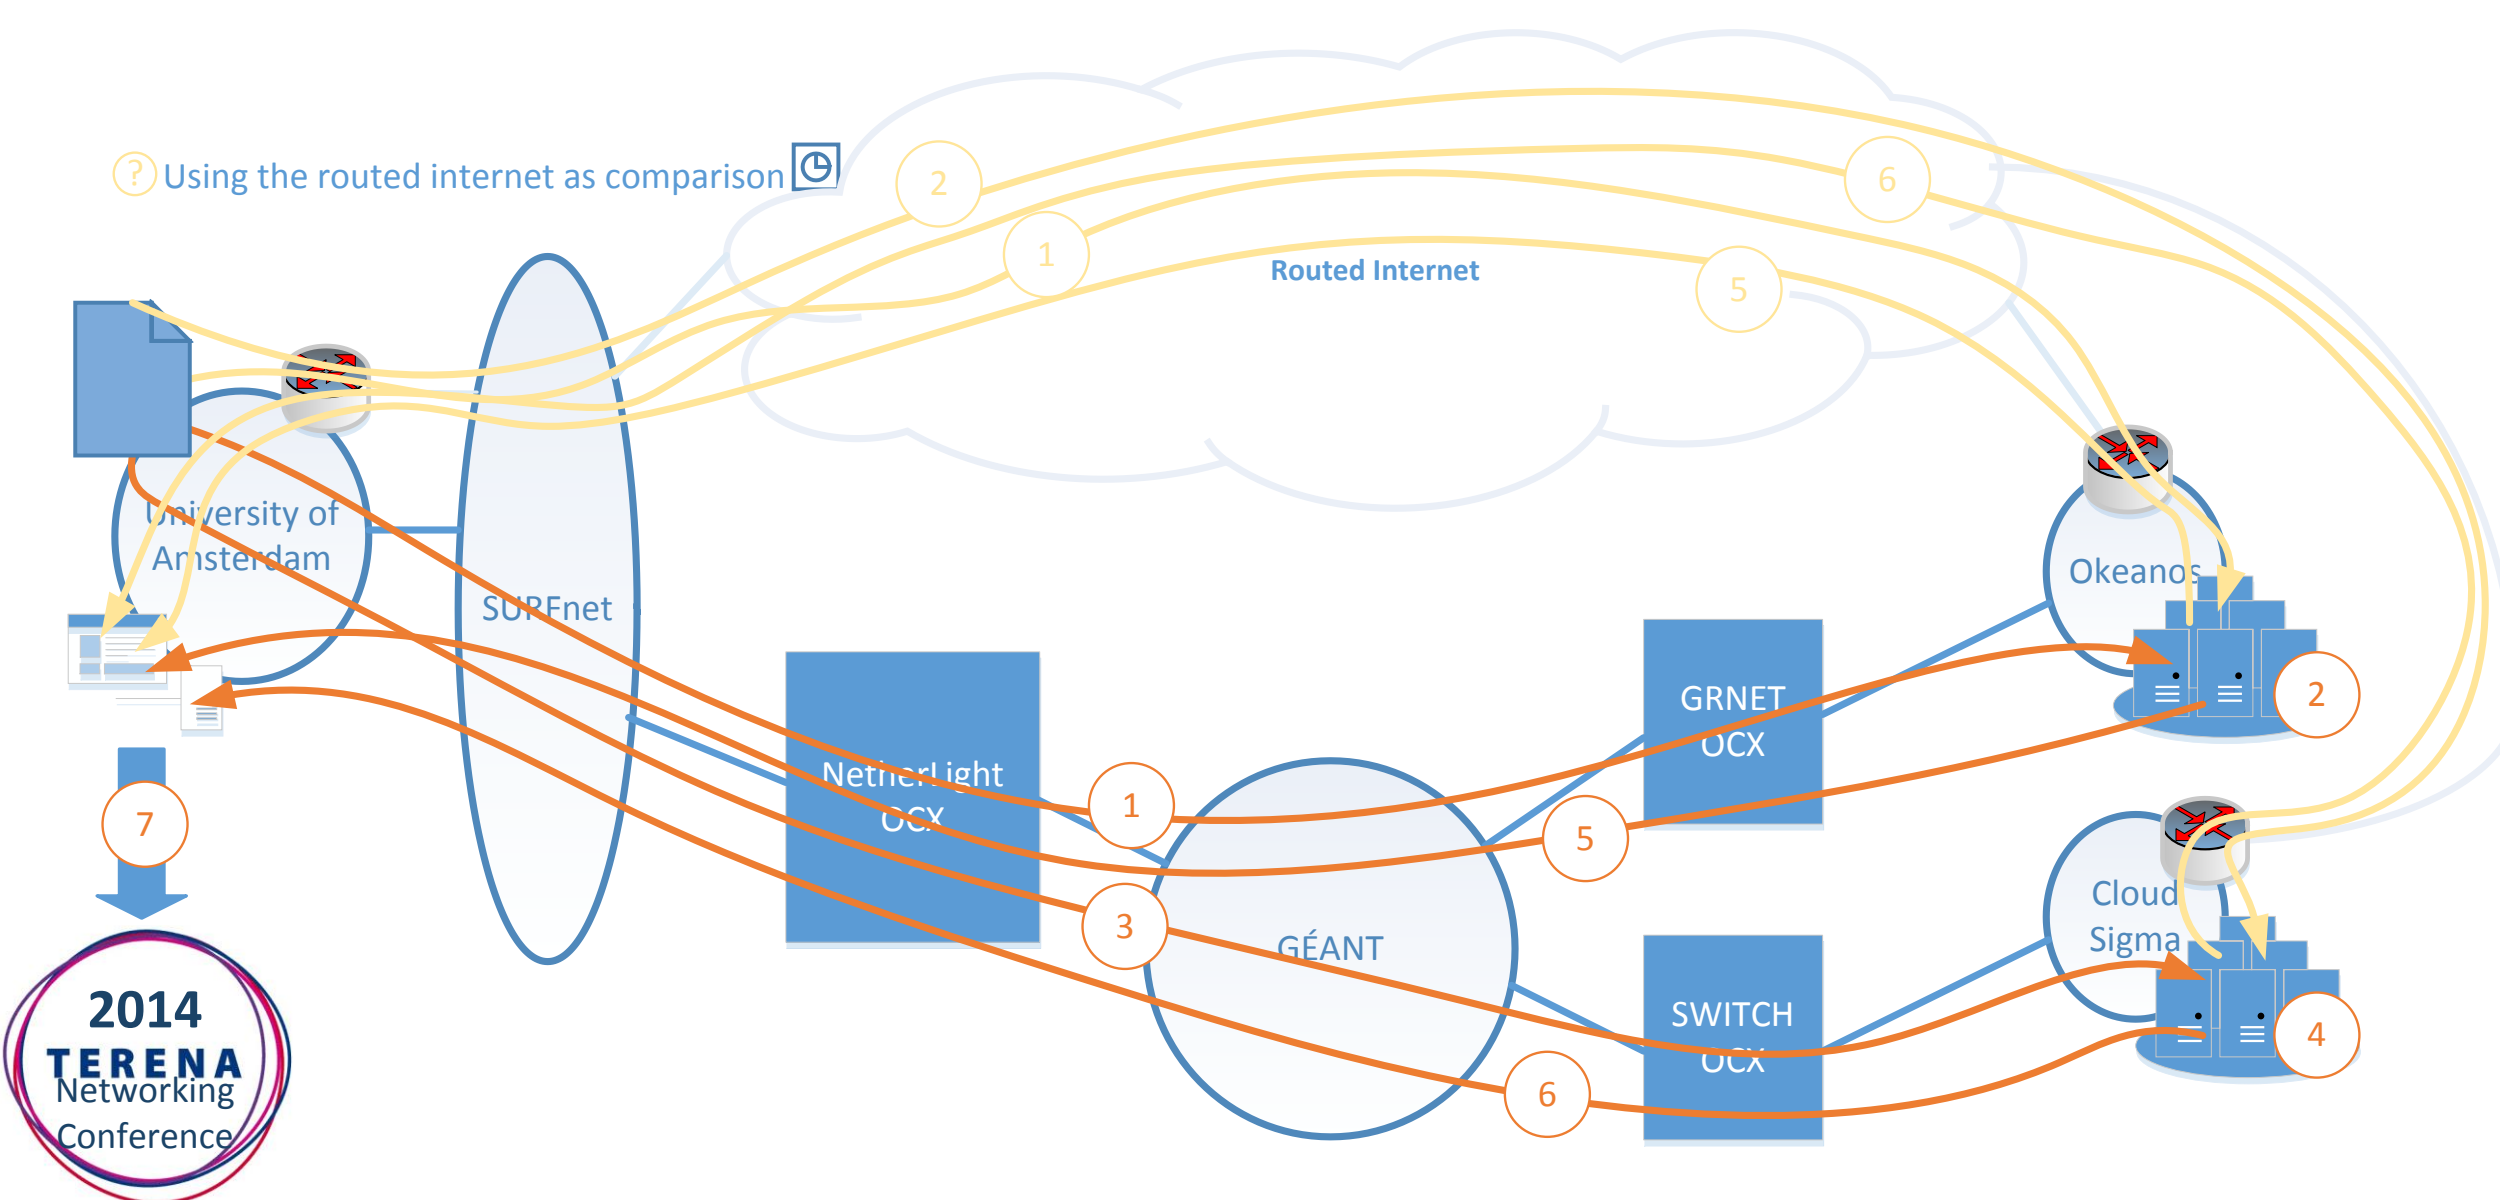 ? Using the routed internet as comparison
2
6
1
5
Routed Internet
University of
Amsterdam
SURFnet
Okeanos
GRNET
OCX
2
NetherLight
OCX
1
5
7
3
GÉANT
Cloud
Sigma
SWITCH
OCX
4
6
2014
TERENA
Networking
Conference